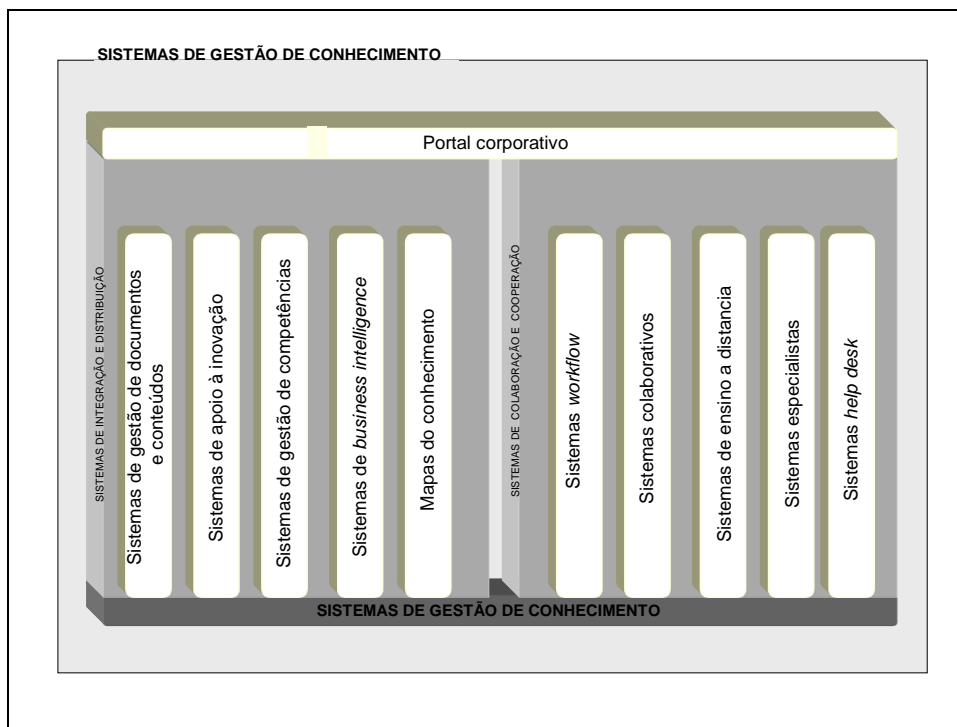 SISTEMAS DE GESTÃO DE CONHECIMENTO
Portal corporativo
SISTEMAS DE INTEGRAÇÃO E DISTRIBUIÇÃO
Sistemas de gestão de documentos
e conteúdos
Sistemas de apoio à inovação
Sistemas de gestão de competências
Sistemas de business intelligence
Mapas do conhecimento
SISTEMAS DE COLABORAÇÃO E COOPERAÇÃO
Sistemas workflow
Sistemas colaborativos
Sistemas de ensino a distancia
Sistemas especialistas
Sistemas help desk
SISTEMAS DE GESTÃO DE CONHECIMENTO